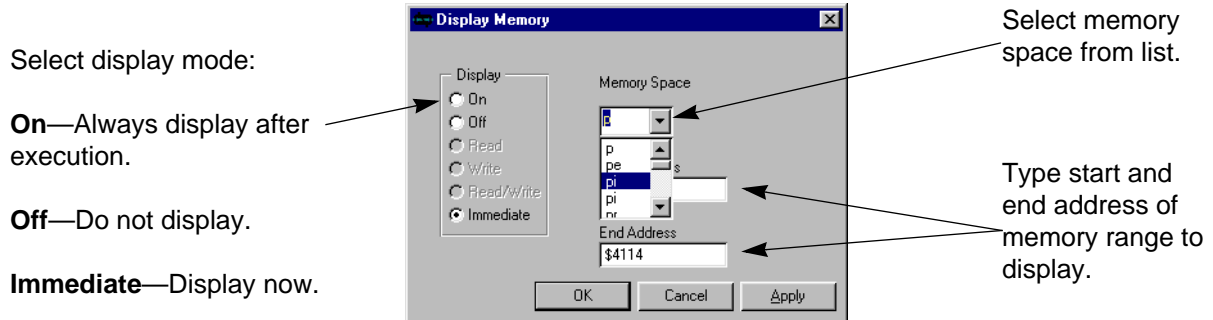 Select display mode:
On—Always display after
execution.
Off—Do not display.
Immediate—Display now.
Display Memory
Display
On
Off
Read
Write
Read/Write
Immediate
Memory Space
p
p
pe
pi
pi
s
End Address
$4114
OK
Cancel
Apply
Select memory
space from list.
Type start and
end address of
memory range to
display.